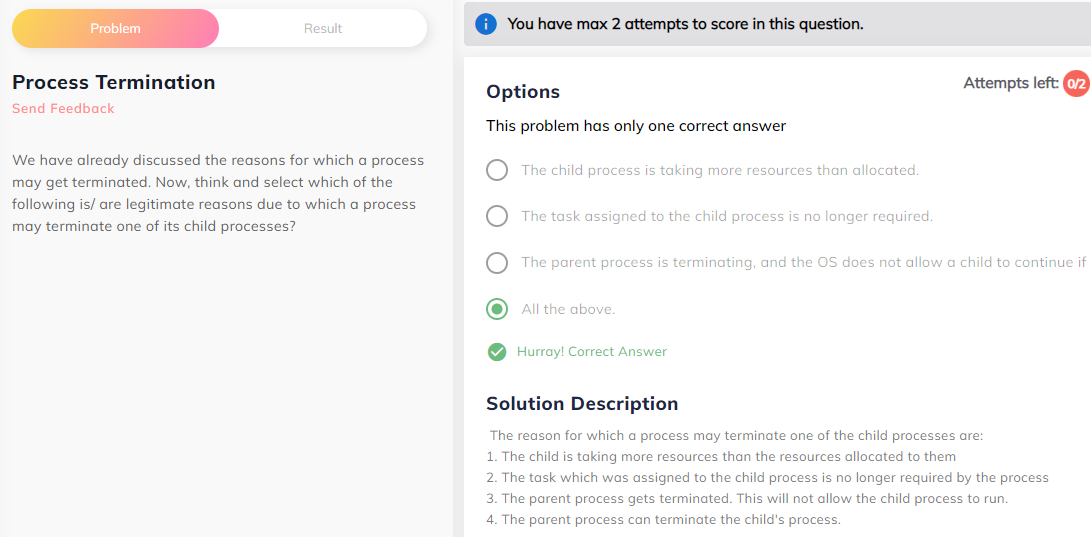 Problem
Result
Process Termination
Send Feedback
We have already discussed the reasons for which a process
may get terminated. Now, think and select which of the
following is/ are legitimate reasons due to which a process
may terminate one of its child processes?
You have max 2 attempts to score in this question.
Attempts left: 0/2
Options
This problem has only one correct answer
The child process is taking more resources than allocated.
The task assigned to the child process is no longer required.
The parent process is terminating, and the OS does not allow a child to continue if
All the above.
Hurray! Correct Answer
Solution Description
The reason for which a process may terminate one of the child processes are:
1. The child is taking more resources than the resources allocated to them
2. The task which was assigned to the child process is no longer required by the process
3. The parent process gets terminated. This will not allow the child process to run.
4. The parent process can terminate the child's process.